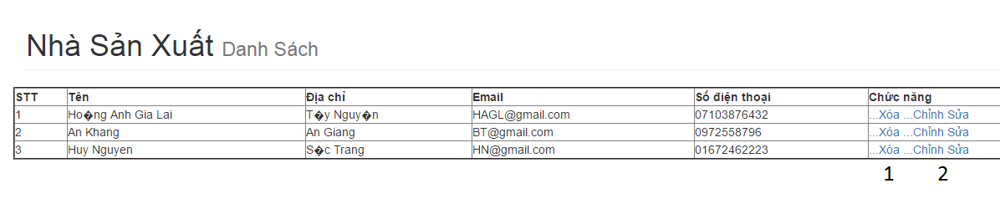 Nhà Sản Xuất Danh Sách
STT Tên Địa chỉ Email Số điện thoại Chức năng
1 Ho�ng Anh Gia Lai T�y Nguy�n HAGL@gmail.com 07103876432 ...Xóa ...Chỉnh Sửa
2 An Khang An Giang BT@gmail.com 0972558796 ...Xóa ...Chỉnh Sửa
3 Huy Nguyen S�c Trang HN@gmail.com 01672462223 ...Xóa ...Chỉnh Sửa
1 2